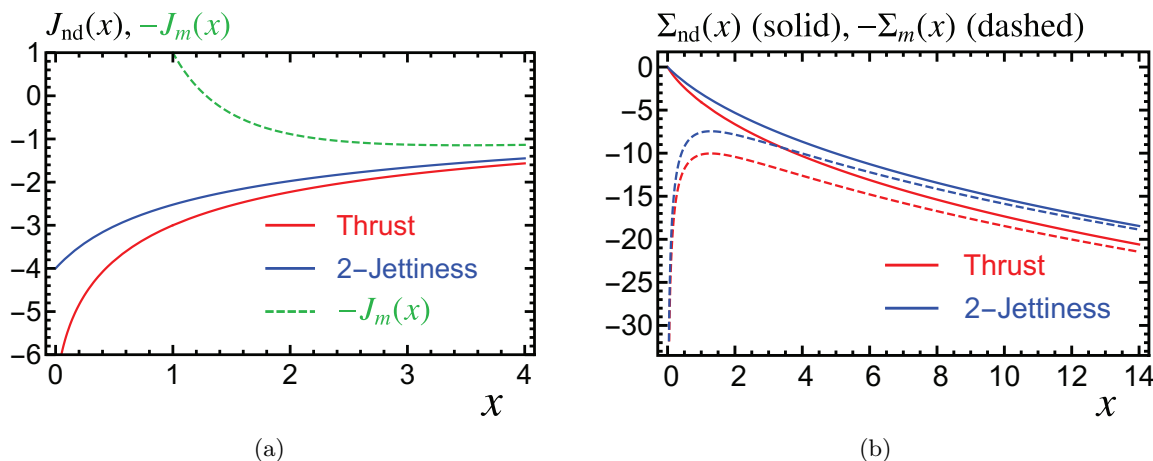 J_nd(x), −J_m(x)
1
0
−1
−2
−3
−4
−5
−6
Thrust
2−Jettiness
−J_m(x)
0 1 2 3 4
x
(a)
Σ_nd(x) (solid), −Σ_m(x) (dashed)
0
−5
−10
−15
−20
−25
−30
Thrust
2−Jettiness
0 2 4 6 8 10 12 14
x
(b)